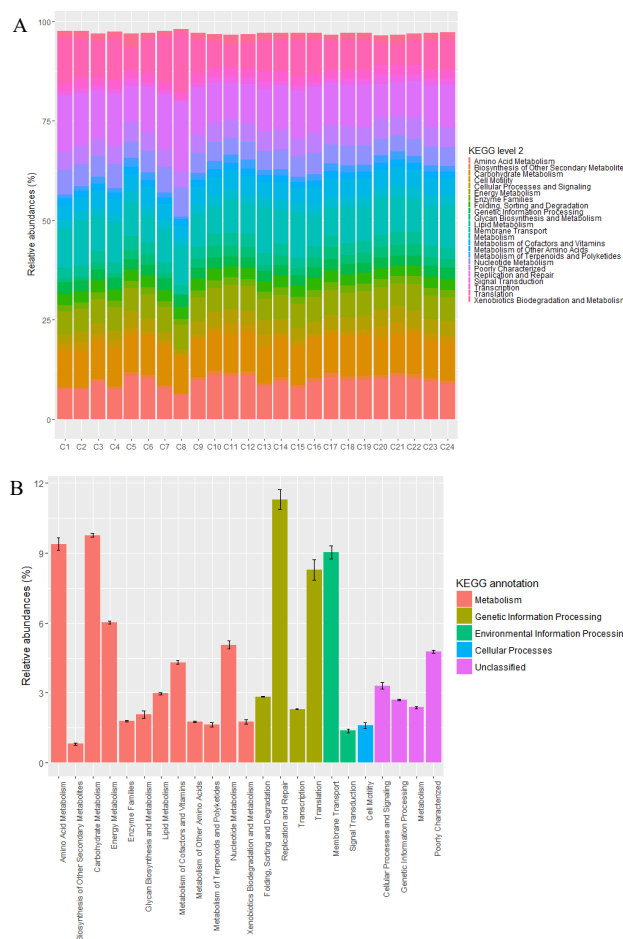 A
100
75
50
25
0
Relative abundances (%)
C1 C2 C3 C4 C5 C6 C7 C8 C9 C10 C11 C12 C13 C14 C15 C16 C17 C18 C19 C20 C21 C22 C23 C24
KEGG level 2
Amino Acid Metabolism
Biosynthesis of Other Secondary Metabolite
Carbohydrate Metabolism
Cell Motility
Cellular Processes and Signaling
Energy Metabolism
Enzyme Families
Folding, Sorting and Degradation
Genetic Information Processing
Glycan Biosynthesis and Metabolism
Lipid Metabolism
Membrane Transport
Metabolism
Metabolism of Cofactors and Vitamins
Metabolism of Other Amino Acids
Metabolism of Terpenoids and Polyketides
Nucleotide Metabolism
Poorly Characterized
Replication and Repair
Signal Transduction
Transcription
Translation
Xenobiotics Biodegradation and Metabolism
B
12
9
6
3
0
Relative abundances (%)
Amino Acid Metabolism
Biosynthesis of Other Secondary Metabolites
Carbohydrate Metabolism
Energy Metabolism
Enzyme Families
Glycan Biosynthesis and Metabolism
Lipid Metabolism
Metabolism of Cofactors and Vitamins
Metabolism of Other Amino Acids
Metabolism of Terpenoids and Polyketides
Nucleotide Metabolism
Xenobiotics Biodegradation and Metabolism
Folding, Sorting and Degradation
Replication and Repair
Transcription
Translation
Membrane Transport
Signal Transduction
Cell Motility
Cellular Processes and Signaling
Genetic Information Processing
Metabolism
Poorly Characterized
KEGG annotation
Metabolism
Genetic Information Processing
Environmental Information Processin
Cellular Processes
Unclassified